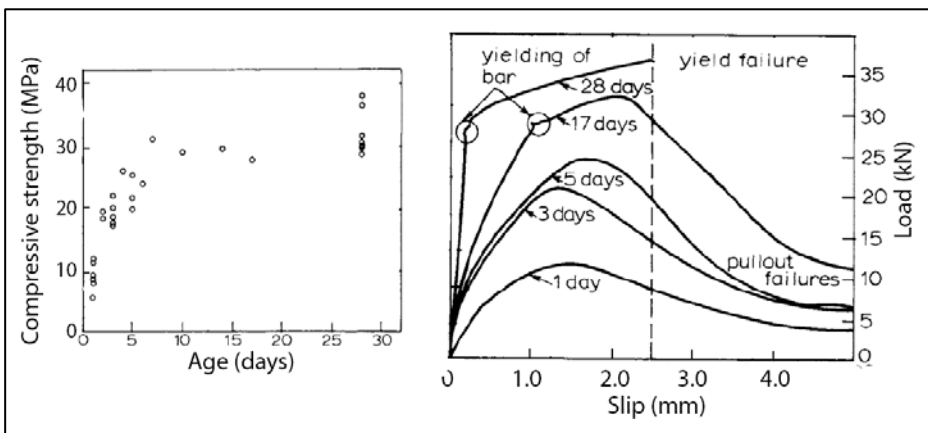 Compressive strength (MPa)
40
30
20
10
0
0 5 10 15 20 25 30
Age (days)
yielding of
bar
yield failure
28 days
17 days
5 days
3 days
1 day
pullout
failures
35
30
25
20
15
10
5
0
Load (kN)
0 1.0 2.0 3.0 4.0
Slip (mm)